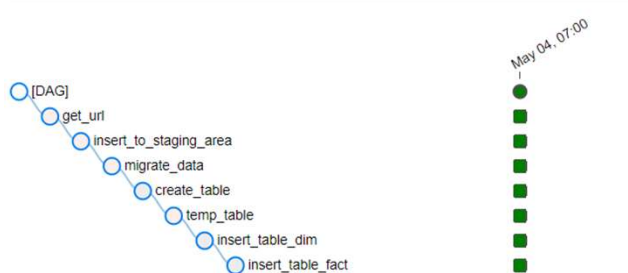 May 04, 07:00
[DAG]
get_url
insert_to_staging_area
migrate_data
create_table
temp_table
insert_table_dim
insert_table_fact